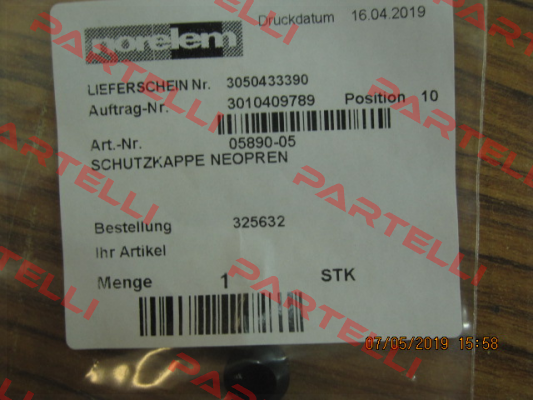 norelem Druckdatum 16.04.2019
LIEFERSCHEIN Nr. 3050433390
Auftrag-Nr. 3010409789 Position 10
Art.-Nr. 05890-05
SCHUTZKAPPE NEOPREN
Bestellung 325632
Ihr Artikel
Menge 1 STK
07/05/2019 15:58
PARTELLI
PARTELLI
PARTELLI
PARTELLI
PARTELLI